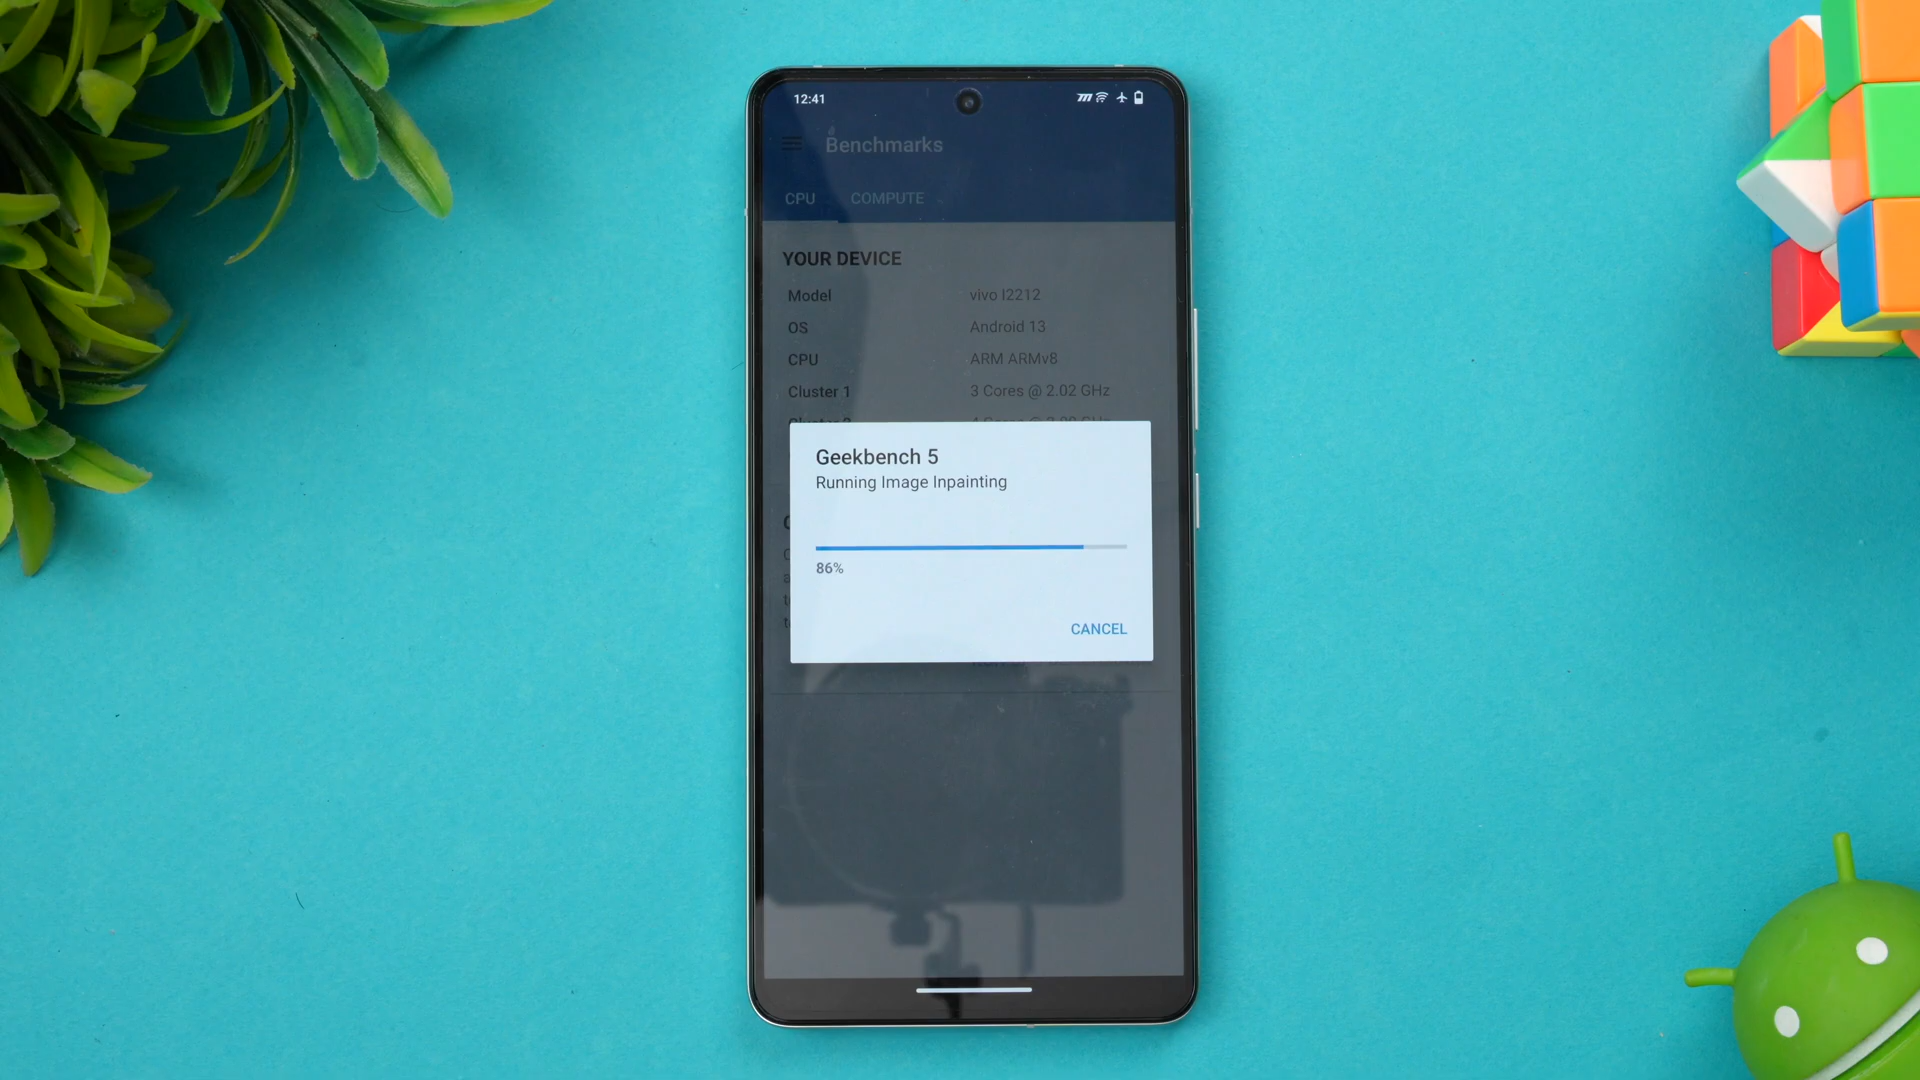 12:41
Benchmarks
CPU COMPUTE
YOUR DEVICE
Model vivo I2212
OS Android 13
CPU ARM ARMv8
Cluster 1 3 Cores @ 2.02 GHz
Geekbench 5
Running Image Inpainting
86%
CANCEL